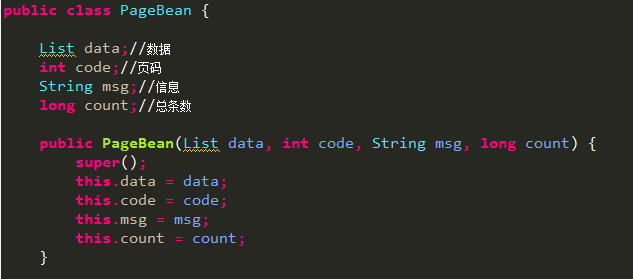 public class PageBean {
List data;//数据
int code;//页码
String msg;//信息
long count;//总条数
public PageBean(List data, int code, String msg, long count) {
super();
this.data = data;
this.code = code;
this.msg = msg;
this.count = count;
}